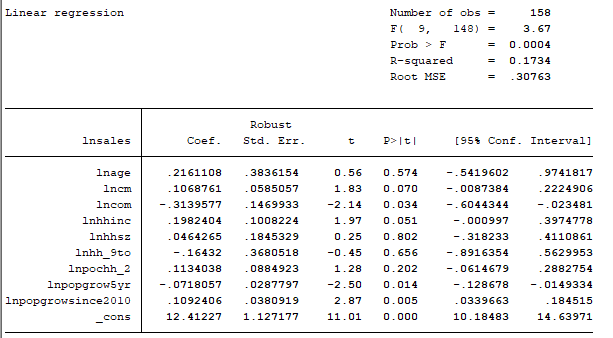 Linear regression Number of obs = 158
F( 9, 148) = 3.67
Prob > F = 0.0004
R-squared = 0.1734
Root MSE = .30763
Robust
lnsales Coef. Std. Err. t P>|t| [95% Conf. Interval]
lnage .2161108 .3836154 0.56 0.574 -.5419602 .9741817
lncm .1068761 .0585057 1.83 0.070 -.0087384 .2224906
lncom -.3139577 .1469933 -2.14 0.034 -.6044344 -.023481
lnhhinc .1982404 .1008224 1.97 0.051 -.000997 .3974778
lnhhsz .0464265 .1845329 0.25 0.802 -.318233 .4110861
lnhh_9to -.16432 .3680518 -0.45 0.656 -.8916354 .5629953
lnpochh_2 .1134038 .0884923 1.28 0.202 -.0614679 .2882754
lnpopgrow5yr -.0718057 .0287797 -2.50 0.014 -.128678 -.0149334
lnpopgrowsince2010 .1092406 .0380919 2.87 0.005 .0339663 .184515
_cons 12.41227 1.127177 11.01 0.000 10.18483 14.63971